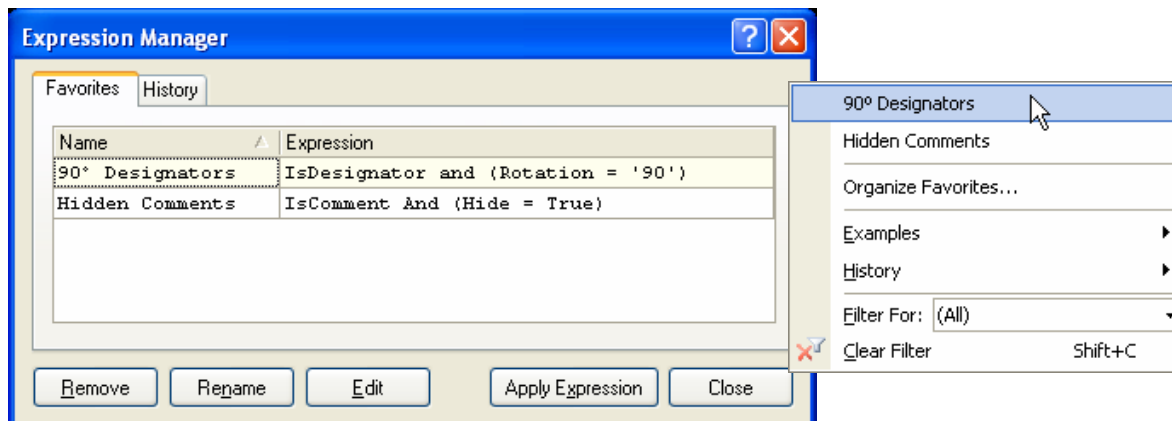 Expression Manager
Favorites History
Name Expression
90° Designators IsDesignator and (Rotation = '90')
Hidden Comments IsComment And (Hide = True)
Remove Rename Edit Apply Expression Close
90º Designators
Hidden Comments
Organize Favorites...
Examples
History
Filter For: (All)
Clear Filter Shift+C